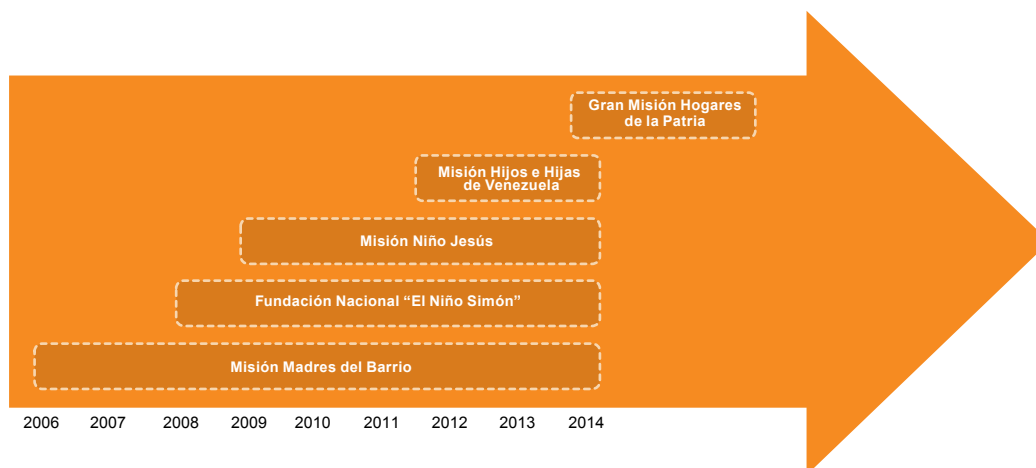 Gran Misión Hogares
de la Patria
Misión Hijos e Hijas
de Venezuela
Misión Niño Jesús
Fundación Nacional “El Niño Simón”
Misión Madres del Barrio
2006 2007 2008 2009 2010 2011 2012 2013 2014